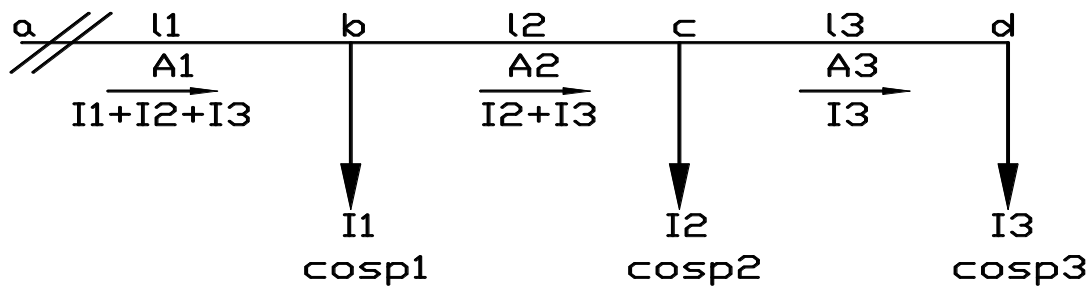 a l1 b l2 c l3 d
A1 A2 A3
I1+I2+I3 I2+I3 I3
I1 I2 I3
cosp1 cosp2 cosp3